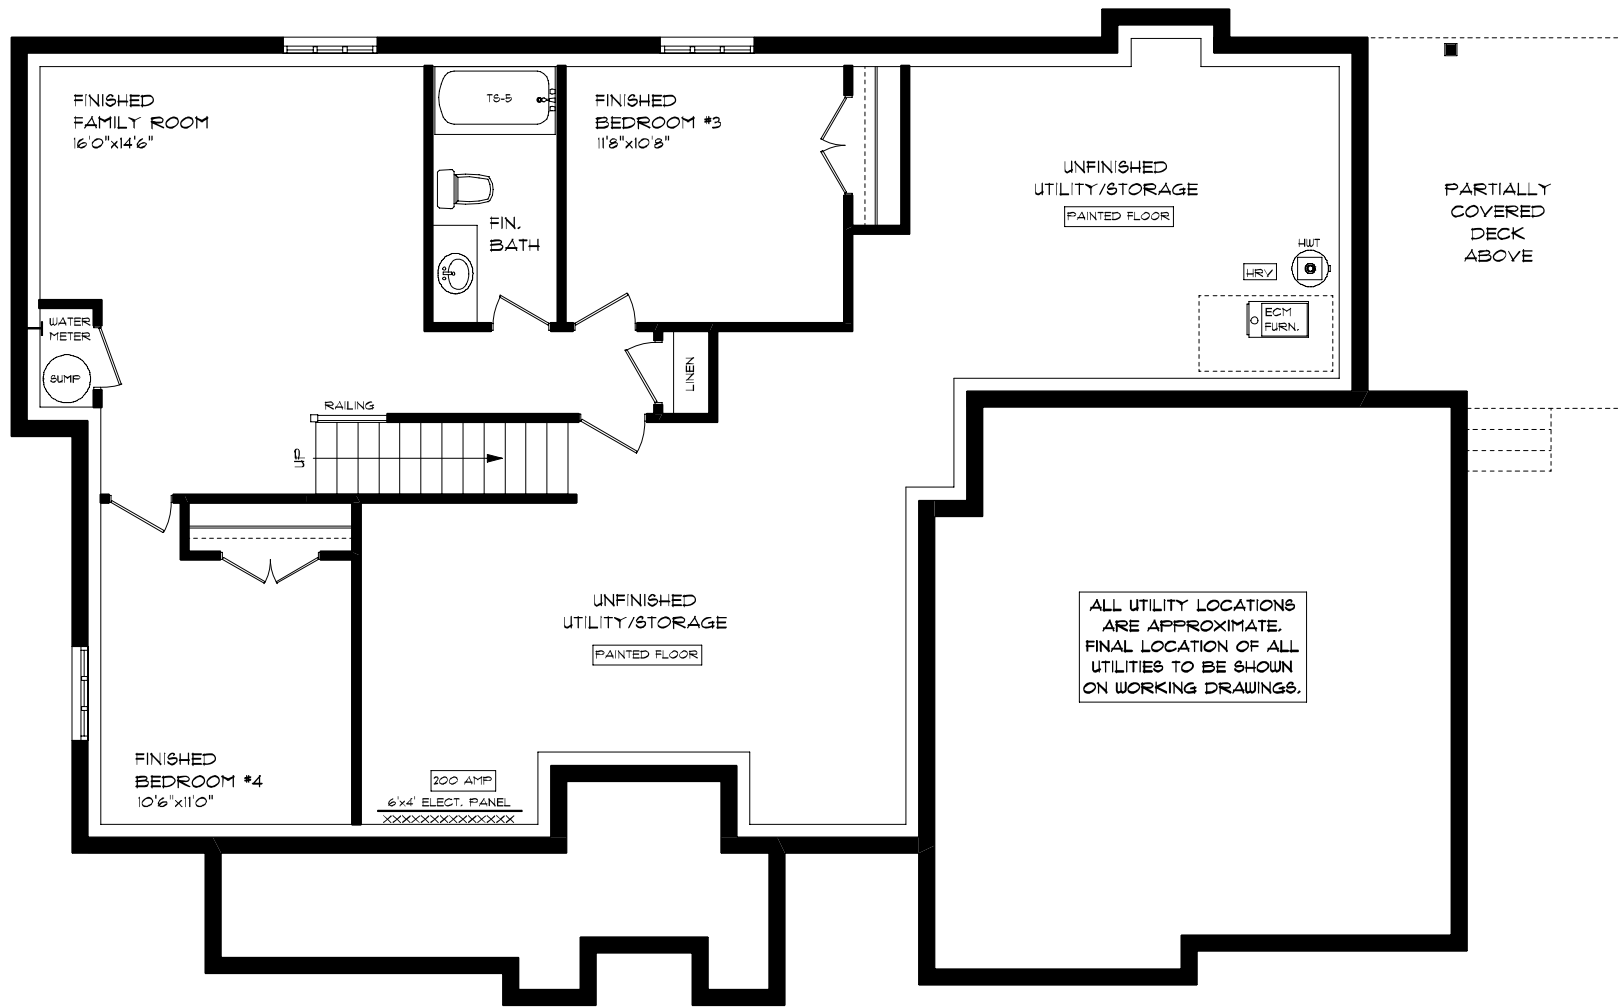 FINISHED
FAMILY ROOM
16'0"x14'6"
TS-5
FIN.
BATH
FINISHED
BEDROOM #3
11'8"x10'8"
UNFINISHED
UTILITY/STORAGE
PAINTED FLOOR
HWT
HRV
ECM
FURN.
PARTIALLY
COVERED
DECK
ABOVE
WATER
METER
SUMP
LINEN
RAILING
UP
UNFINISHED
UTILITY/STORAGE
PAINTED FLOOR
ALL UTILITY LOCATIONS
ARE APPROXIMATE.
FINAL LOCATION OF ALL
UTILITIES TO BE SHOWN
ON WORKING DRAWINGS.
FINISHED
BEDROOM #4
10'6"x11'0"
200 AMP
6'x4' ELECT. PANEL